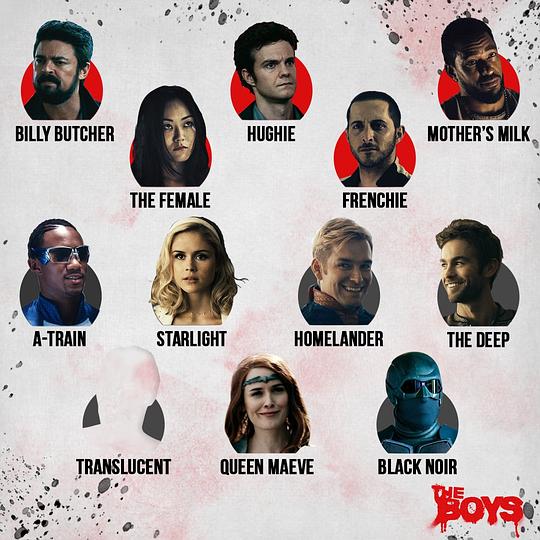 BILLY BUTCHER
HUGHIE
MOTHER'S MILK
THE FEMALE
FRENCHIE
A-TRAIN
STARLIGHT
HOMELANDER
THE DEEP
TRANSLUCENT
QUEEN MAEVE
BLACK NOIR
THE
BOYS